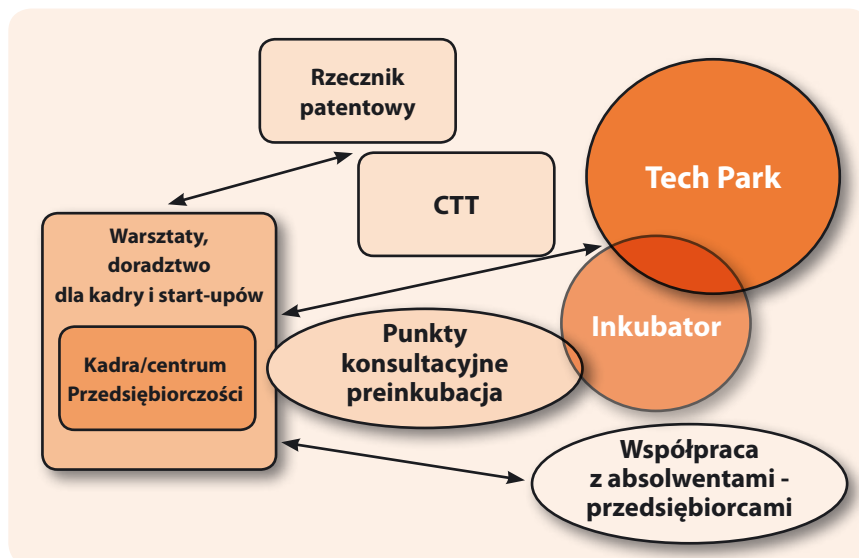 Rzecznik
patentowy
Tech Park
CTT
Warsztaty,
doradztwo
dla kadry i start-upów
Inkubator
Punkty
konsultacyjne
preinkubacja
Kadra/centrum
Przedsiębiorczości
Współpraca
z absolwentami -
przedsiębiorcami